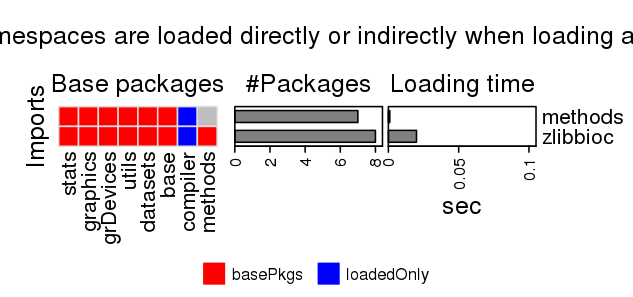 mespaces are loaded directly or indirectly when loading a
Base packages #Packages Loading time
Imports
methods
zlibbioc
stats graphics grDevices utils datasets base compiler methods
0 2 4 6 8
0 0.05 0.1
sec
basePkgs loadedOnly